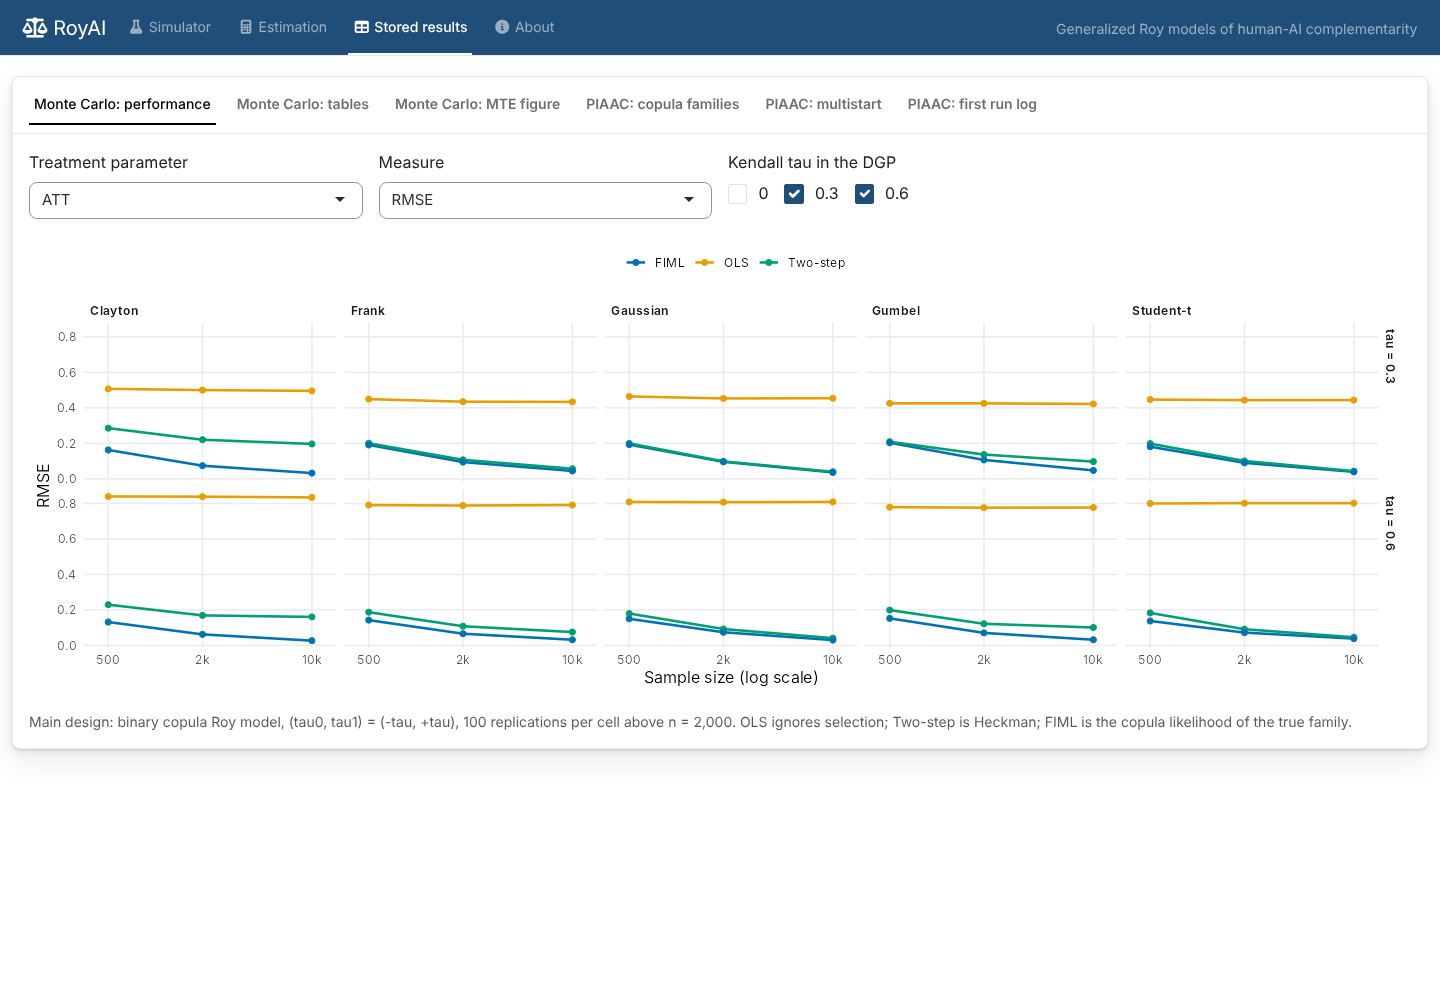 RoyAI Simulator Estimation Stored results About Generalized Roy models of human-AI complementarity
Monte Carlo: performance Monte Carlo: tables Monte Carlo: MTE figure PIAAC: copula families PIAAC: multistart PIAAC: first run log
Treatment parameter Measure Kendall tau in the DGP
ATT RMSE 0 0.3 0.6
FIML OLS Two-step
Clayton Frank Gaussian Gumbel Student-t
0.8
0.6
0.4
0.2
0.0
tau = 0.3
RMSE
0.8
0.6
0.4
0.2
0.0
tau = 0.6
500 2k 10k 500 2k 10k 500 2k 10k 500 2k 10k 500 2k 10k
Sample size (log scale)
Main design: binary copula Roy model, (tau0, tau1) = (-tau, +tau), 100 replications per cell above n = 2,000. OLS ignores selection; Two-step is Heckman; FIML is the copula likelihood of the true family.